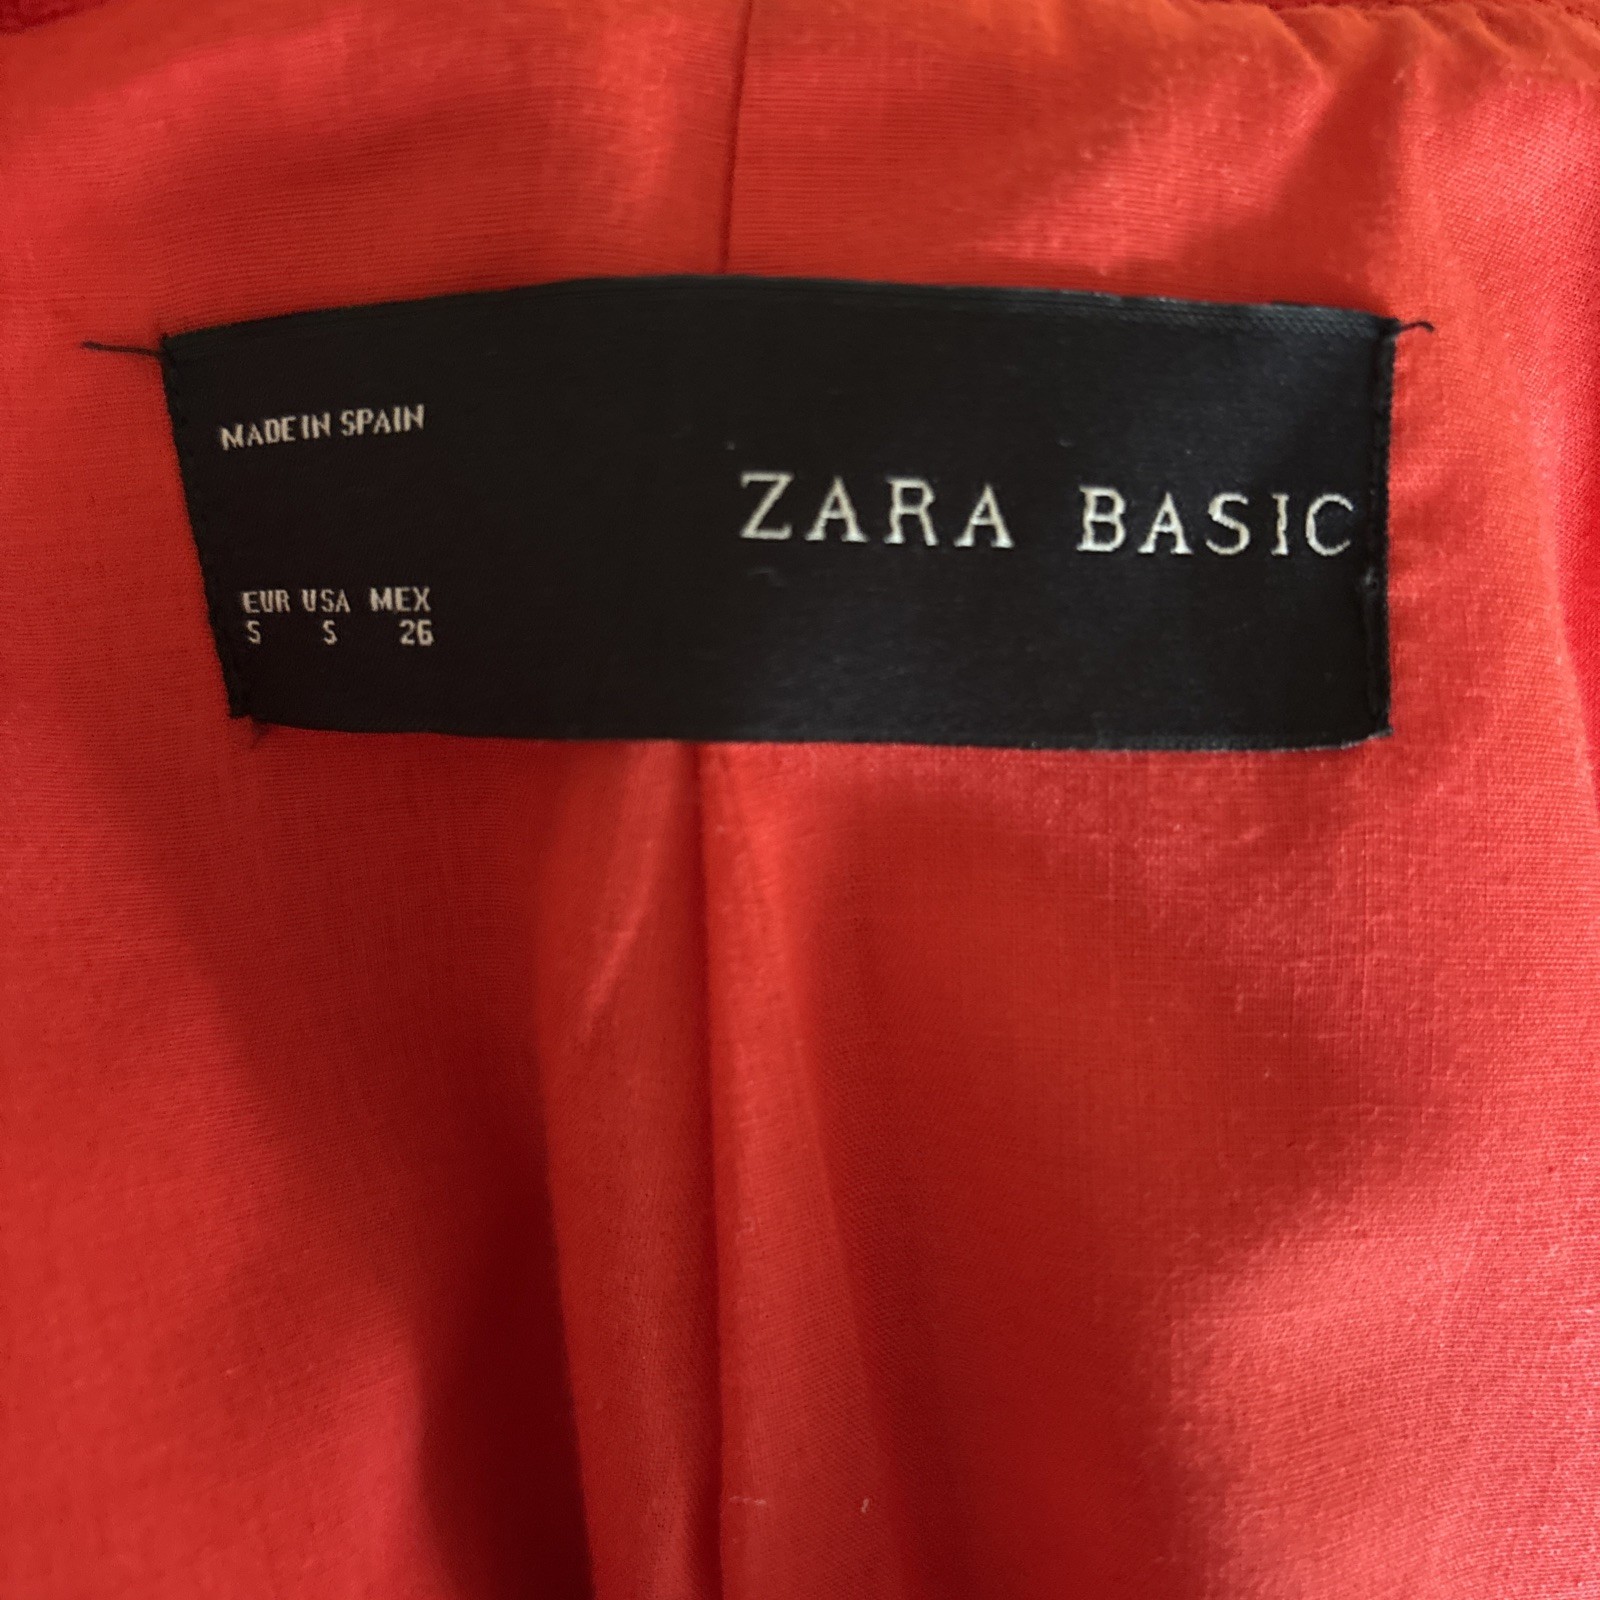 MADE IN SPAIN
ZARA BASIC
EUR USA MEX
S S 26